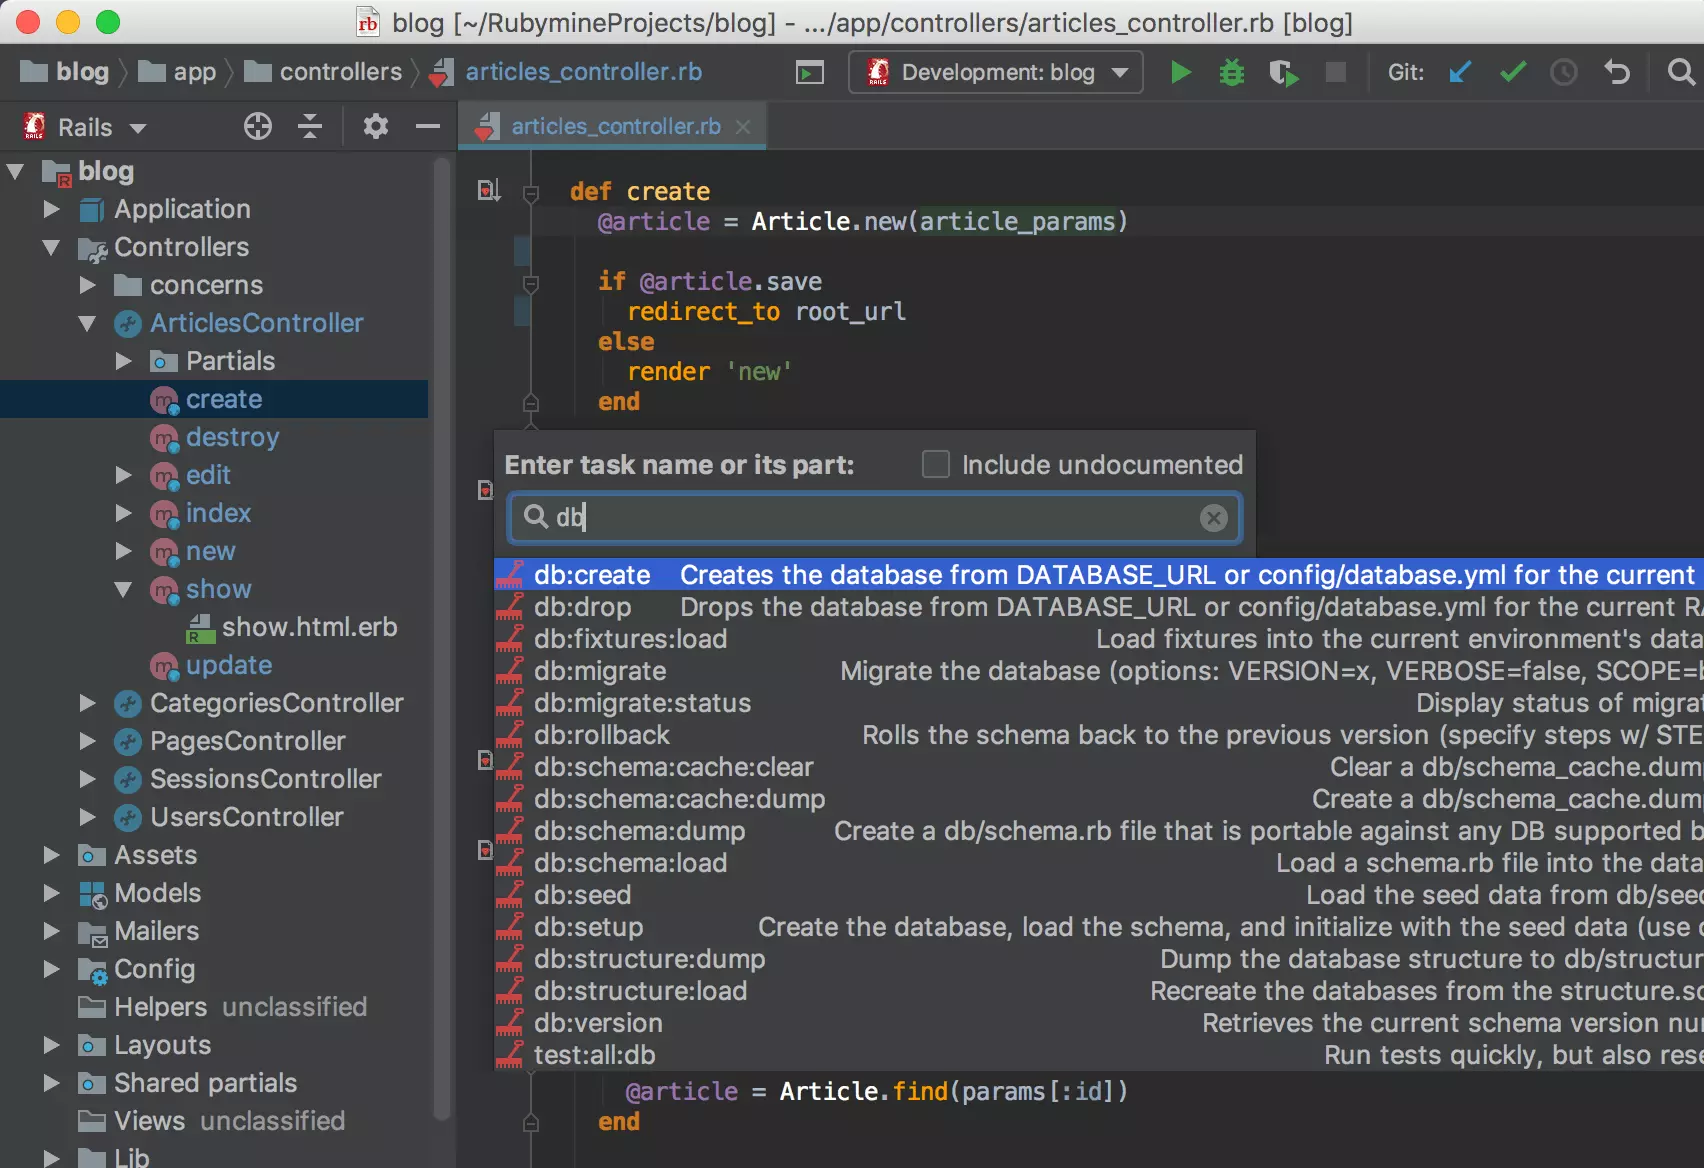 blog [~/RubymineProjects/blog] - .../app/controllers/articles_controller.rb [blog]
blog app controllers articles_controller.rb Development: blog Git:
Rails
articles_controller.rb
blog
Application
Controllers
concerns
ArticlesController
Partials
create
destroy
edit
index
new
show
show.html.erb
update
CategoriesController
PagesController
SessionsController
UsersController
Assets
Models
Mailers
Config
Helpers unclassified
Layouts
Shared partials
Views unclassified
Lib
def create
@article = Article.new(article_params)
if @article.save
redirect_to root_url
else
render 'new'
end
Enter task name or its part: Include undocumented
db
db:create Creates the database from DATABASE_URL or config/database.yml for the current
db:drop Drops the database from DATABASE_URL or config/database.yml for the current RA
db:fixtures:load Load fixtures into the current environment's data
db:migrate Migrate the database (options: VERSION=x, VERBOSE=false, SCOPE=b
db:migrate:status Display status of migrat
db:rollback Rolls the schema back to the previous version (specify steps w/ STE
db:schema:cache:clear Clear a db/schema_cache.dum
db:schema:cache:dump Create a db/schema_cache.dum
db:schema:dump Create a db/schema.rb file that is portable against any DB supported b
db:schema:load Load a schema.rb file into the data
db:seed Load the seed data from db/seed
db:setup Create the database, load the schema, and initialize with the seed data (use
db:structure:dump Dump the database structure to db/structur
db:structure:load Recreate the databases from the structure.s
db:version Retrieves the current schema version nu
test:all:db Run tests quickly, but also rese
@article = Article.find(params[:id])
end